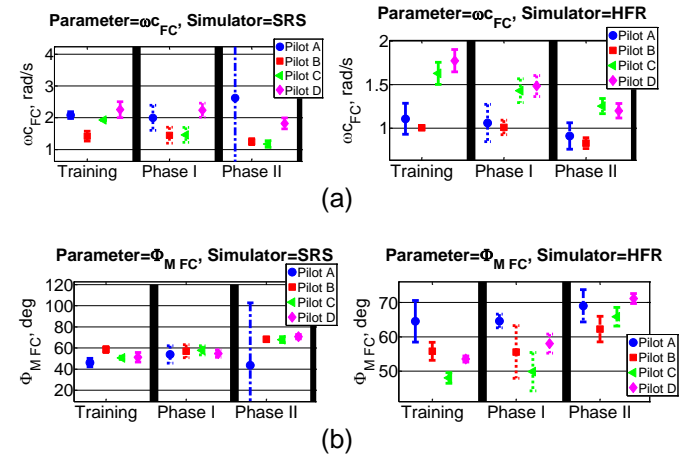 Parameter=ωc_FC, Simulator=SRS
ωc_FC, rad/s
4
3
2
1
Pilot A
Pilot B
Pilot C
Pilot D
Training Phase I Phase II
Parameter=ωc_FC, Simulator=HFR
ωc_FC, rad/s
2
1.5
1
Pilot A
Pilot B
Pilot C
Pilot D
Training Phase I Phase II
(a)
Parameter=Φ_M FC, Simulator=SRS
Φ_M FC, deg
120
100
80
60
40
20
Pilot A
Pilot B
Pilot C
Pilot D
Training Phase I Phase II
Parameter=Φ_M FC, Simulator=HFR
Φ_M FC, deg
70
60
50
Pilot A
Pilot B
Pilot C
Pilot D
Training Phase I Phase II
(b)